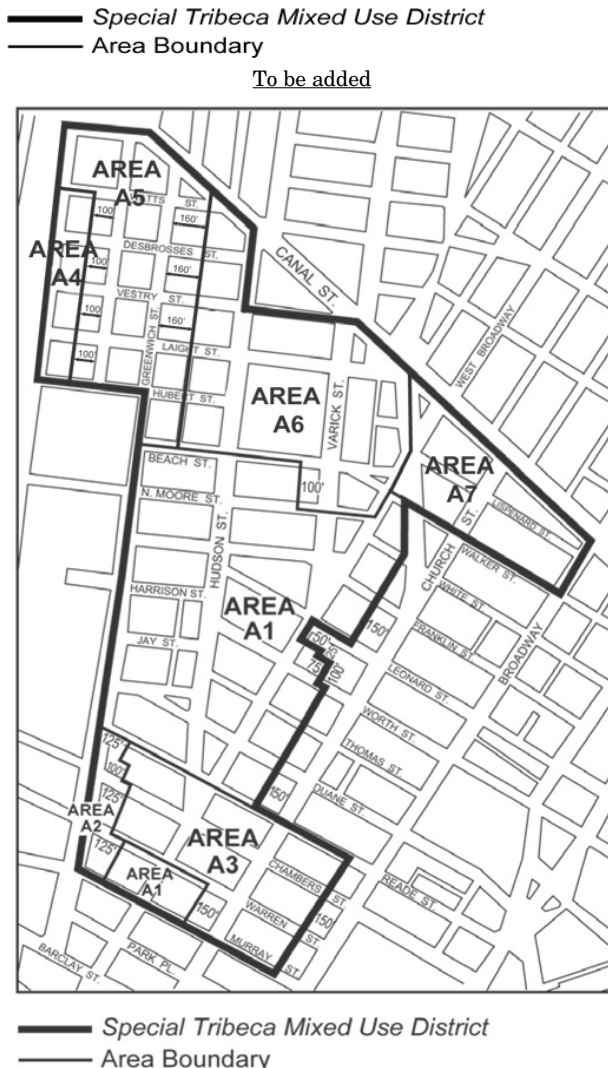 Special Tribeca Mixed Use District
Area Boundary
To be added
AREA
A5
WATTS ST.
100'
160'
AREA
A4
DESBROSSES ST.
100'
160'
CANAL ST.
VESTRY ST.
100'
160'
GREENWICH ST.
WEST BROADWAY
LAIGHT ST.
100'
HUBERT ST.
AREA
A6
VARICK ST.
BEACH ST.
AREA
A7
100'
N. MOORE ST.
LISPENARD ST.
HUDSON ST.
CHURCH ST.
WALKER ST.
HARRISON ST.
WHITE ST
AREA
A1
150'
50'
25'
FRANKLIN ST.
BROADWAY
JAY ST.
75'
100'
LEONARD ST.
WORTH ST.
125'
THOMAS ST.
100'
125'
150'
DUANE ST.
AREA
A2
AREA
A3
125'
AREA
A1
CHAMBERS ST.
READE ST.
150'
WARREN ST.
150'
MURRAY ST.
PARK PL.
BARCLAY ST.
Special Tribeca Mixed Use District
Area Boundary